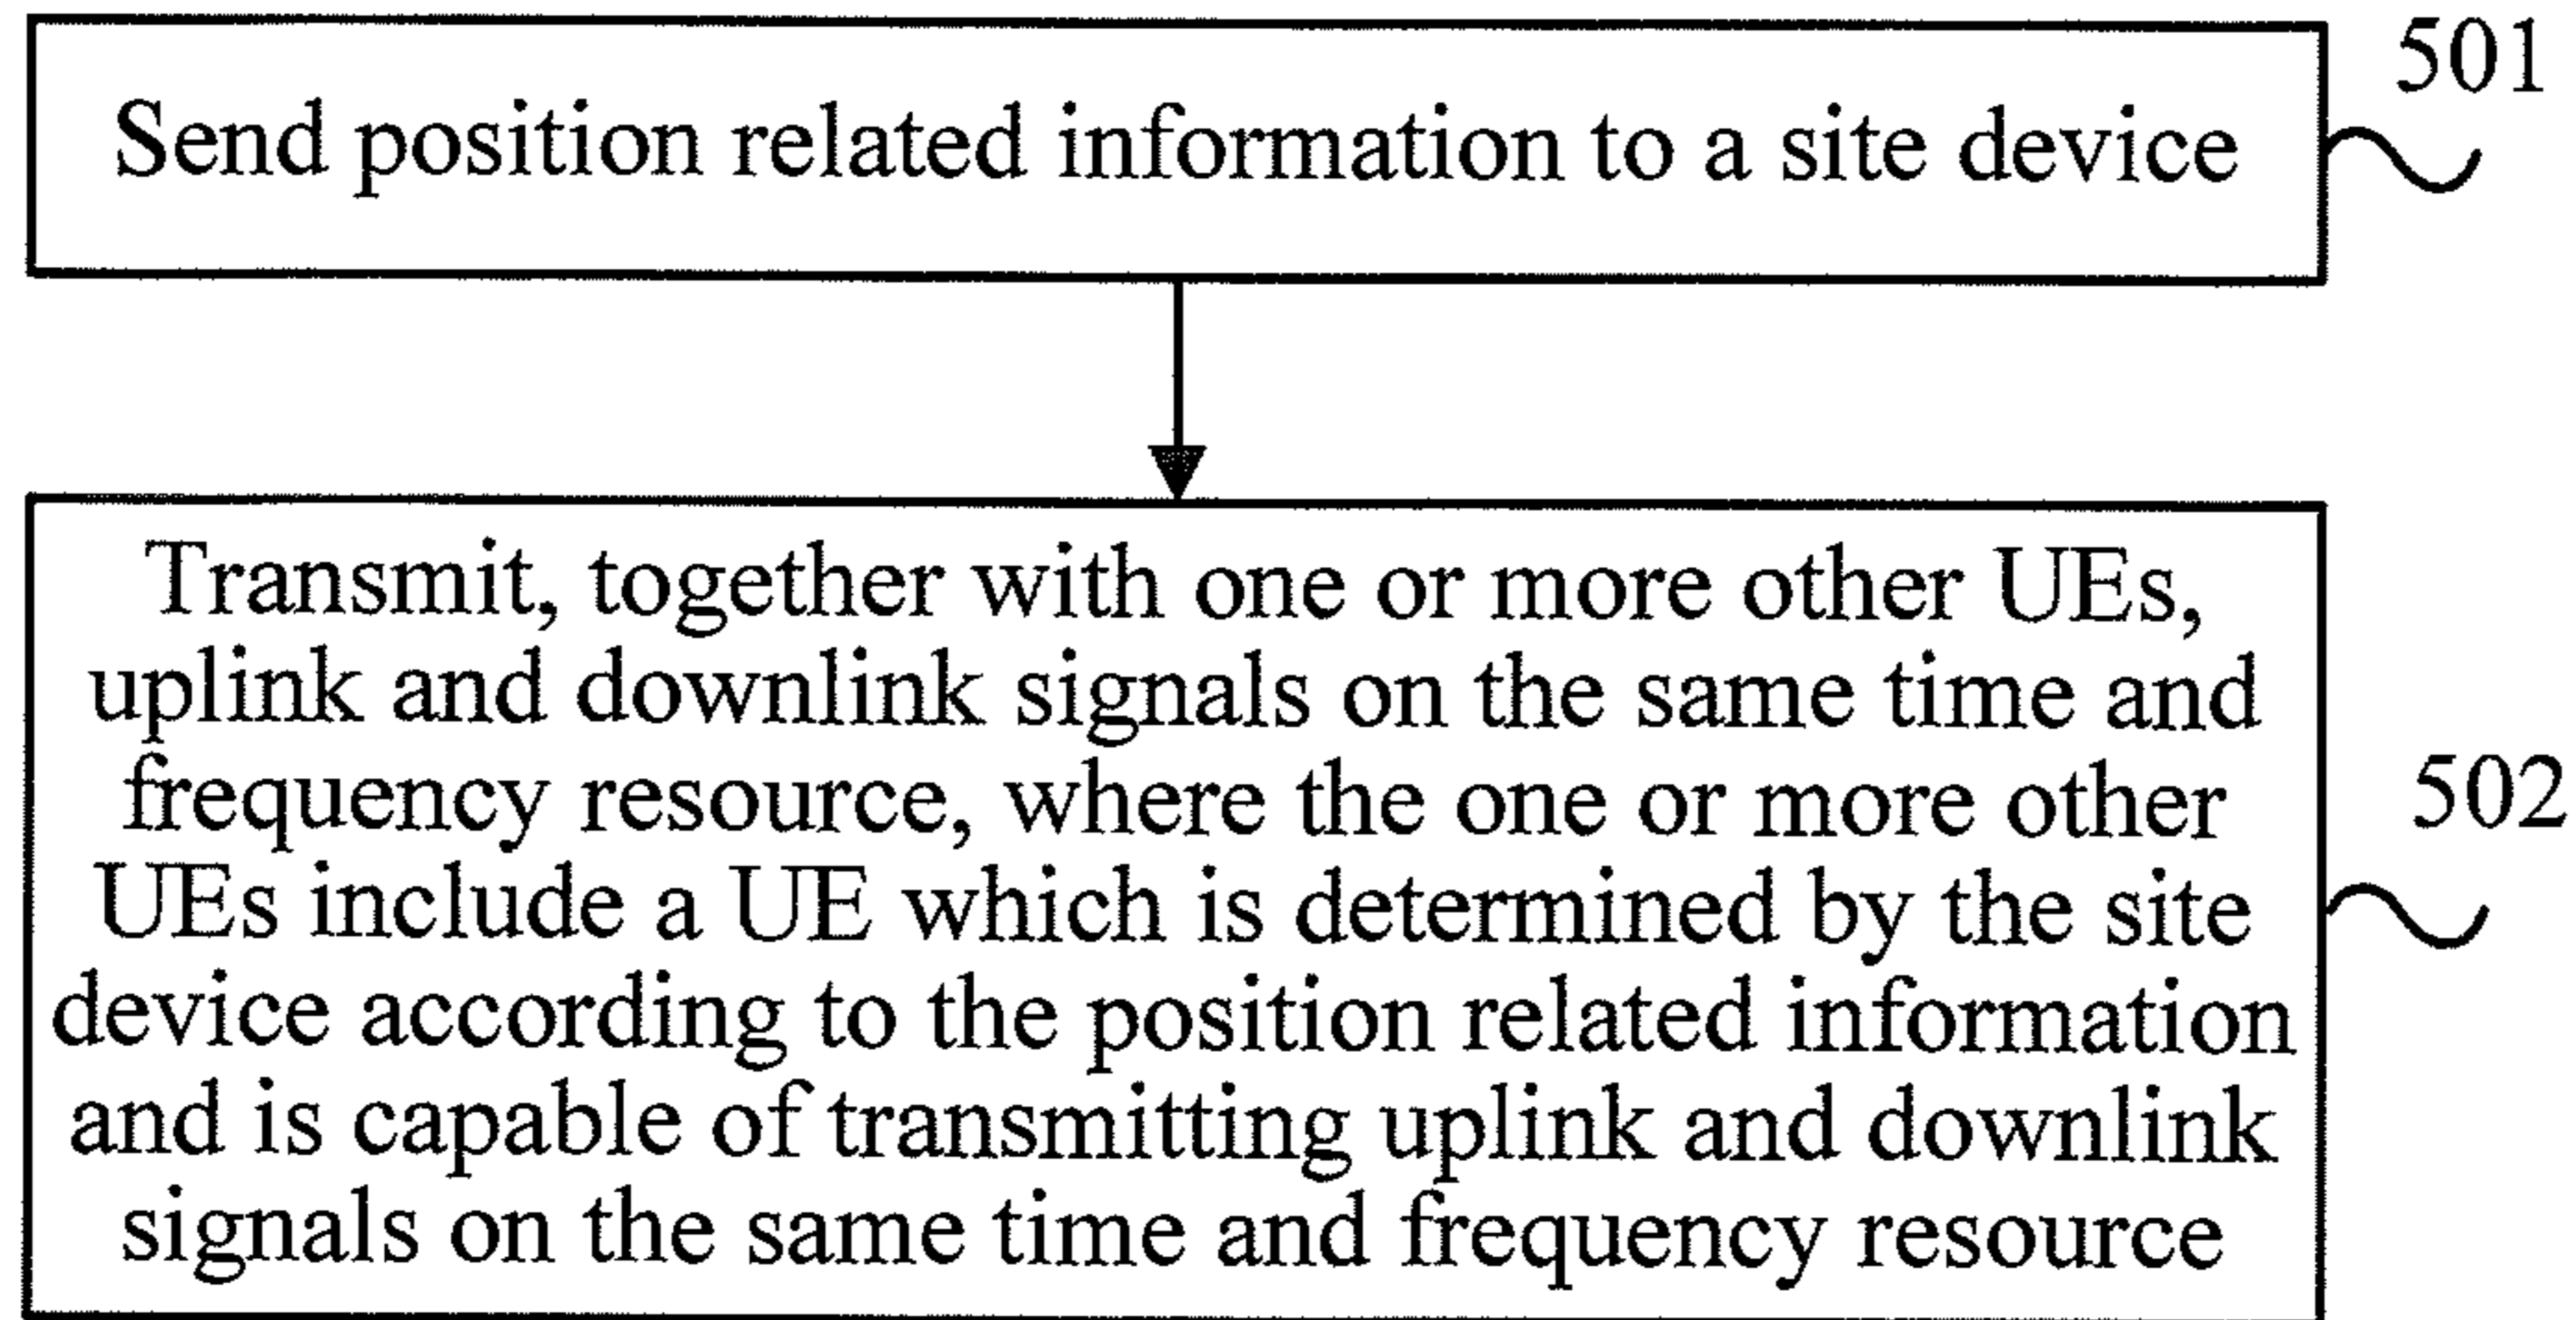 501
Send position related information to a site device
Transmit, together with one or more other UEs,
uplink and downlink signals on the same time and
frequency resource, where the one or more other
502
UEs include a UE which is determined by the site
device according to the position related information
and is capable of transmitting uplink and downlink
signals on the same time and frequency resource